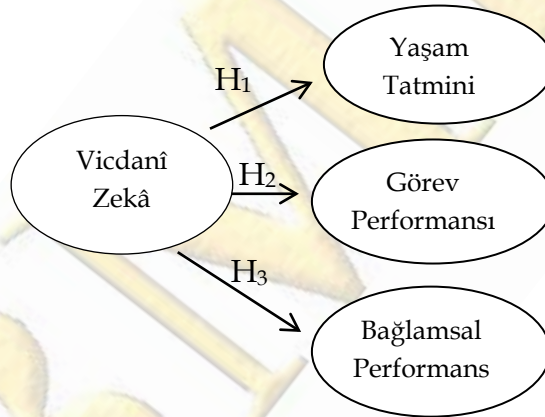 Yaşam
Tatmini
H1
Vicdanî
Zekâ
H2
Görev
Performansı
H3
Bağlamsal
Performans